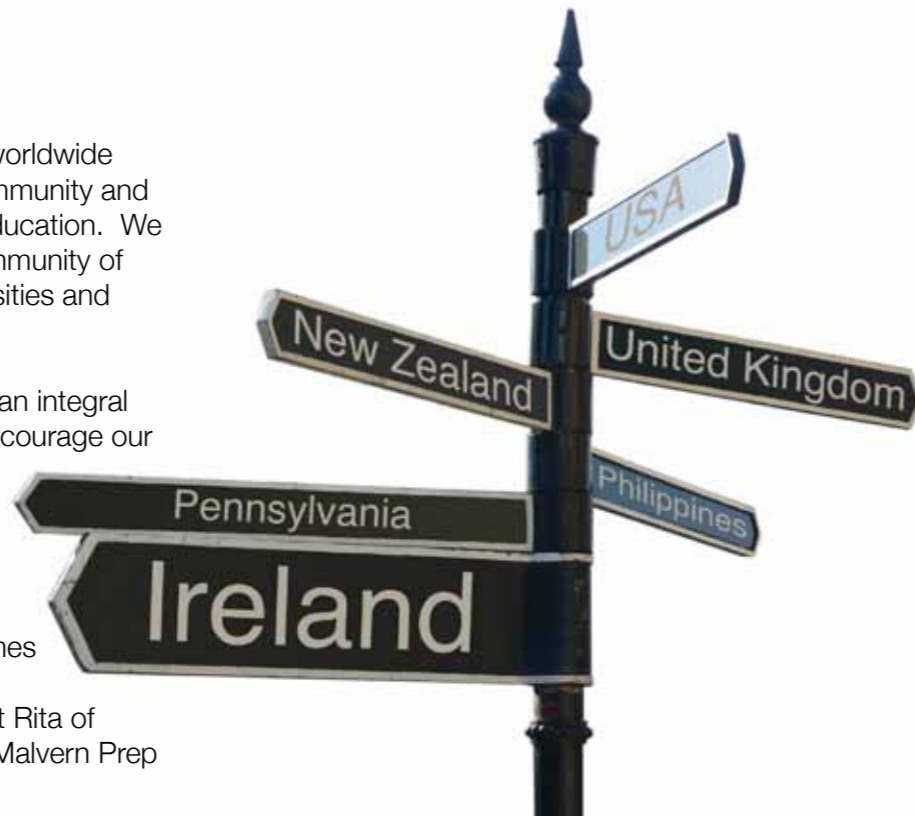 worldwide
mmunity and
ducation. We
mmunity of
sities and
an integral
courage our
nes
t Rita of
Malvern Prep
USA
New Zealand
United Kingdom
Philippines
Pennsylvania
Ireland